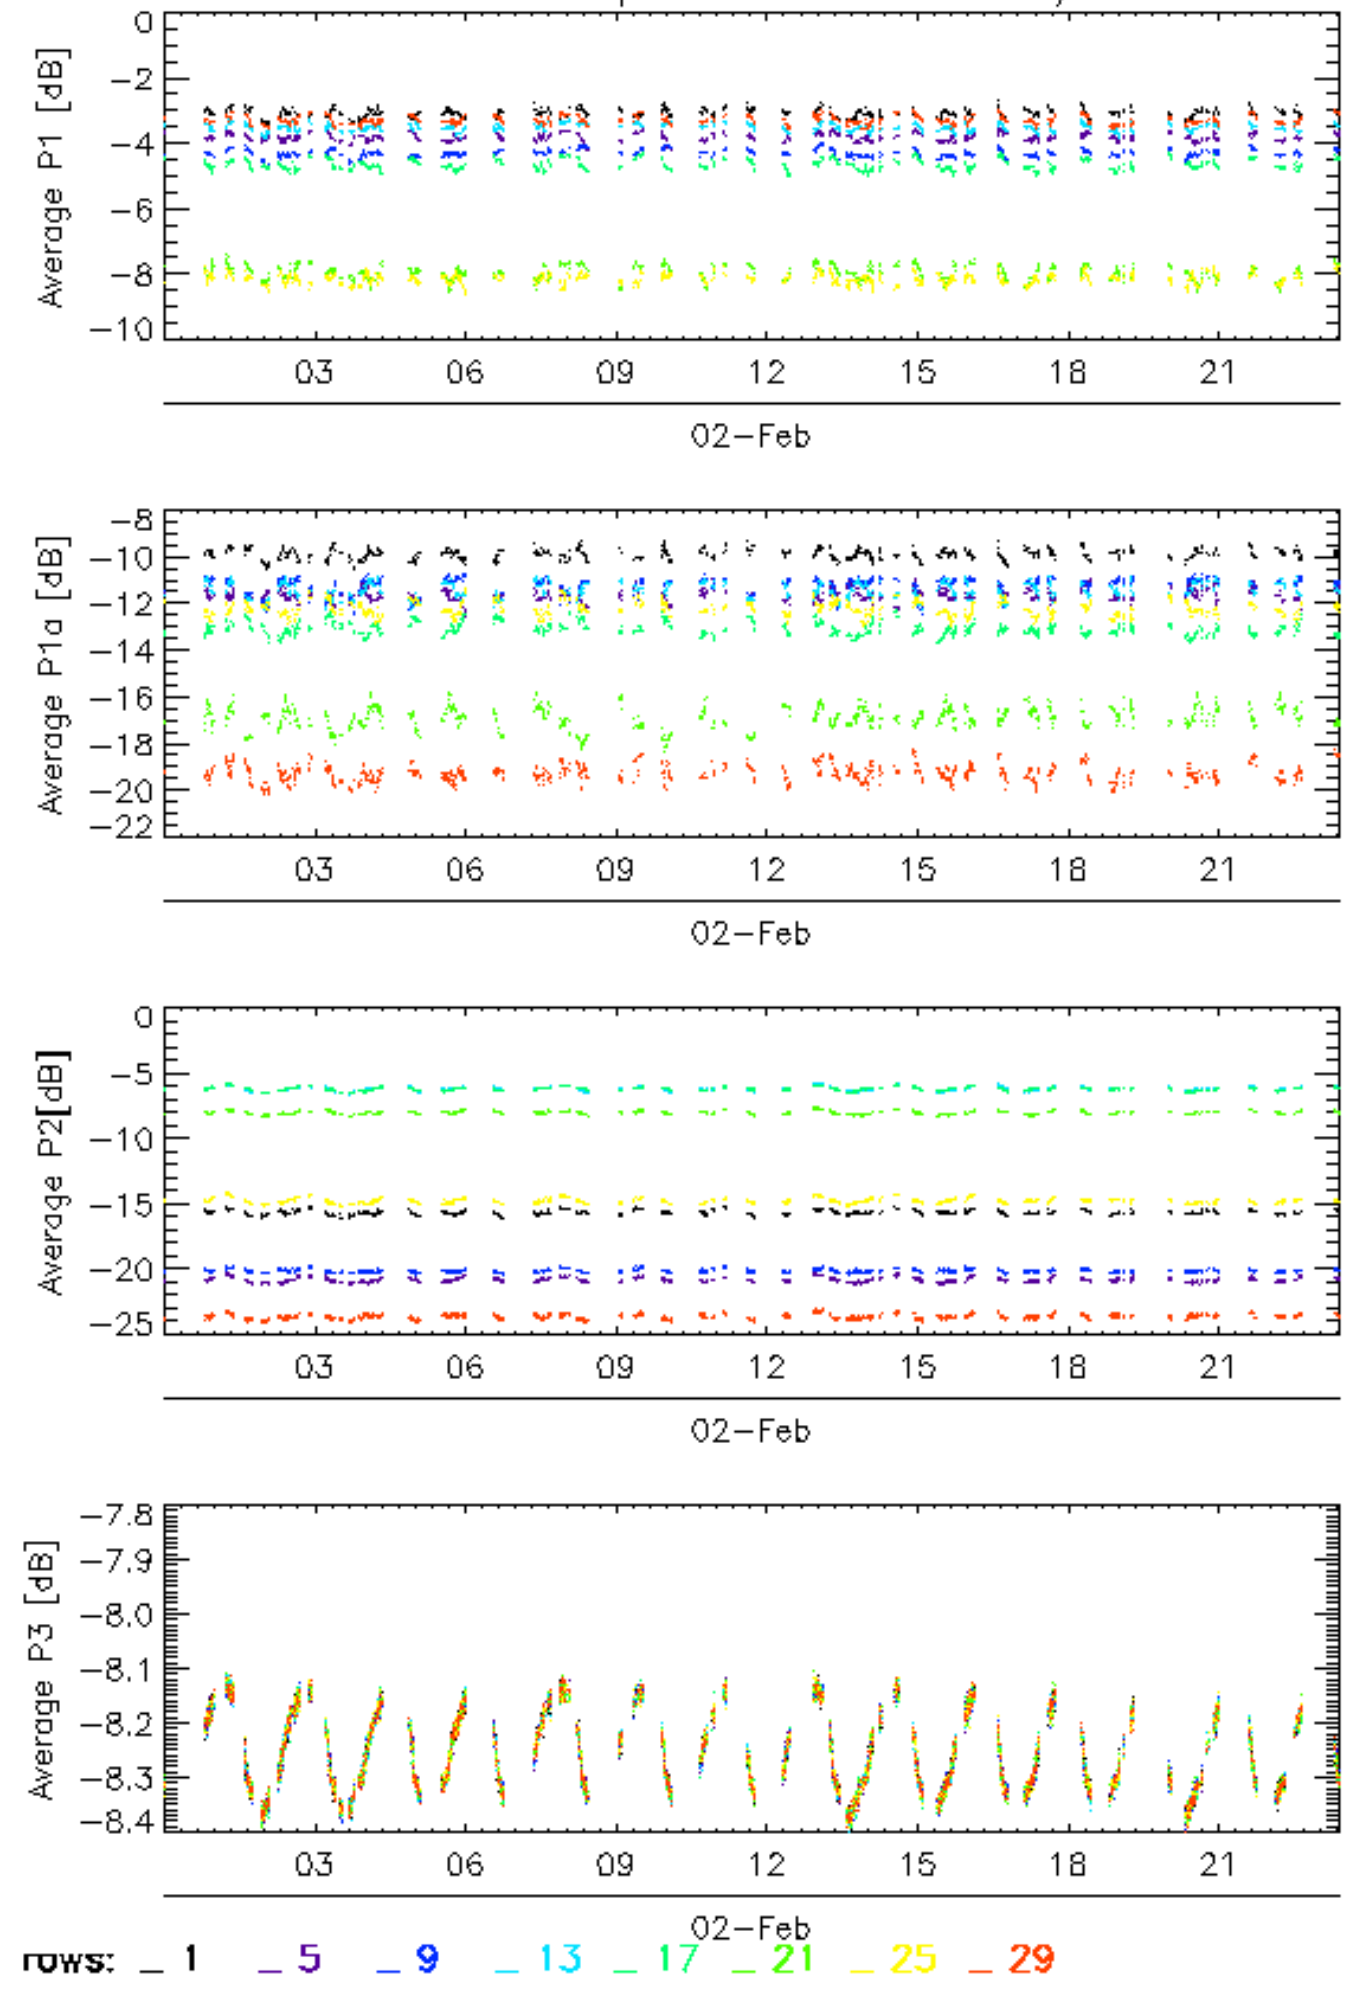 0
−2
−4
−6
−8
−10
Average P1 [dB]
03 06 09 12 15 18 21
02−Feb
−8
−10
−12
−14
−16
−18
−20
−22
Average P1a [dB]
03 06 09 12 15 18 21
02−Feb
0
−5
−10
−15
−20
−25
Average P2[dB]
03 06 09 12 15 18 21
02−Feb
−7.8
−7.9
−8.0
−8.1
−8.2
−8.3
−8.4
Average P3 [dB]
03 06 09 12 15 18 21
02−Feb
rows: _ 1 _ 5 _ 9 _ 13 _ 17 _ 21 _ 25 _ 29